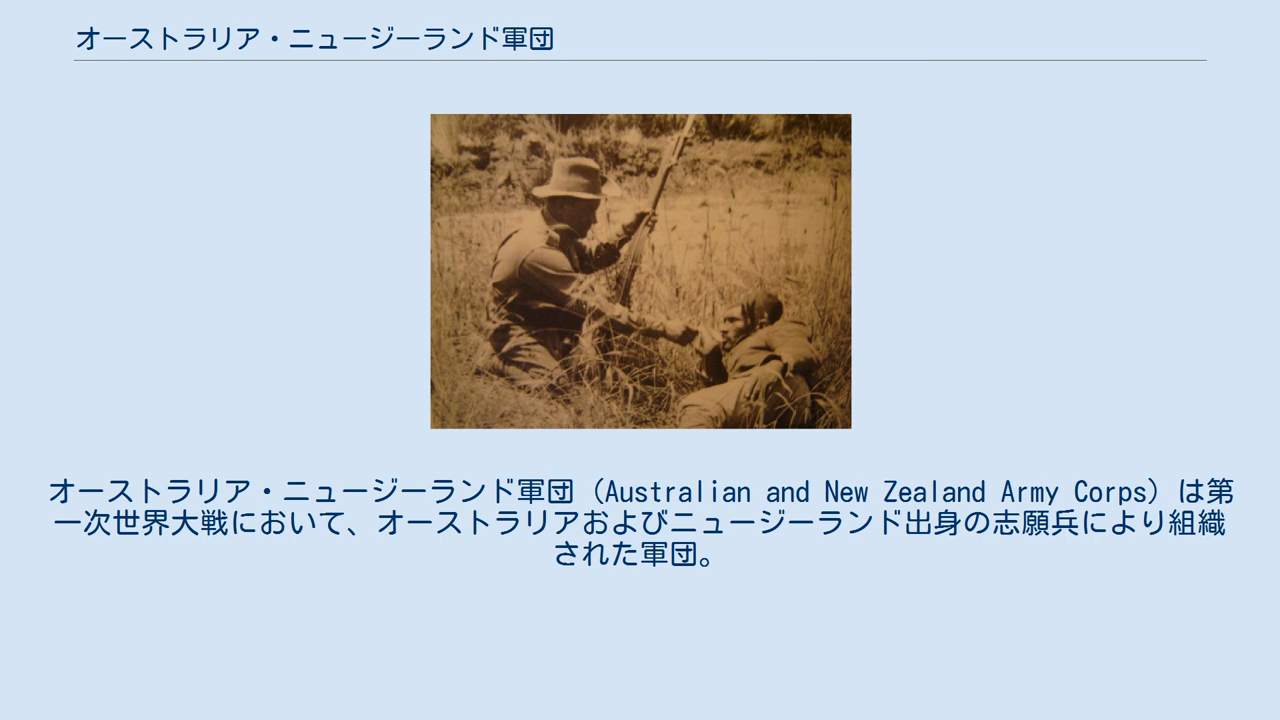 オーストラリア・ニュージーランド軍団
オーストラリア・ニュージーランド軍団（Australian and New Zealand Army Corps）は第
一次世界大戦において、オーストラリアおよびニュージーランド出身の志願兵により組織
された軍団。